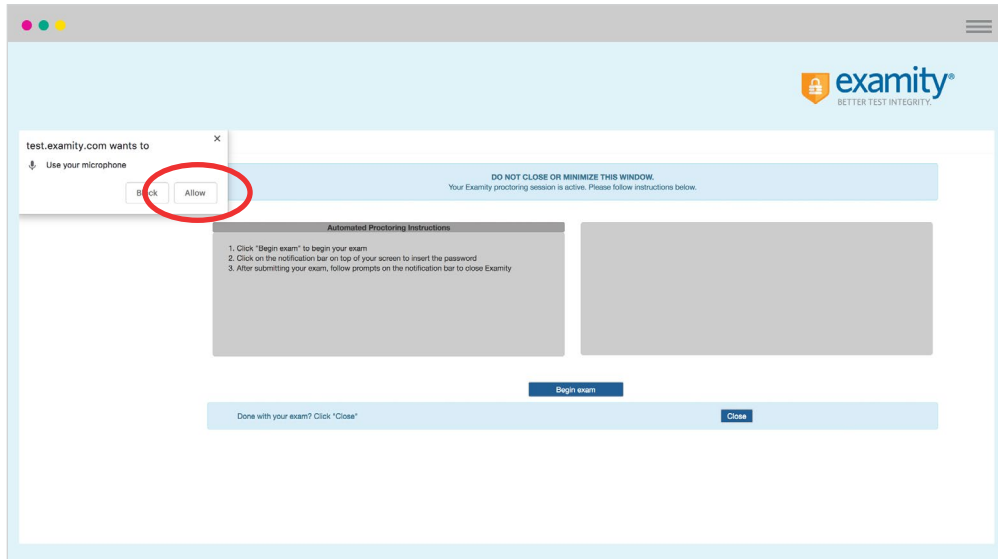 examity®
BETTER TEST INTEGRITY.
test.examity.com wants to
Use your microphone
Block Allow
DO NOT CLOSE OR MINIMIZE THIS WINDOW.
Your Examity proctoring session is active. Please follow instructions below.
Automated Proctoring Instructions
1. Click "Begin exam" to begin your exam
2. Click on the notification bar on top of your screen to insert the password
3. After submitting your exam, follow prompts on the notification bar to close Examity
Begin exam
Done with your exam? Click "Close"
Close